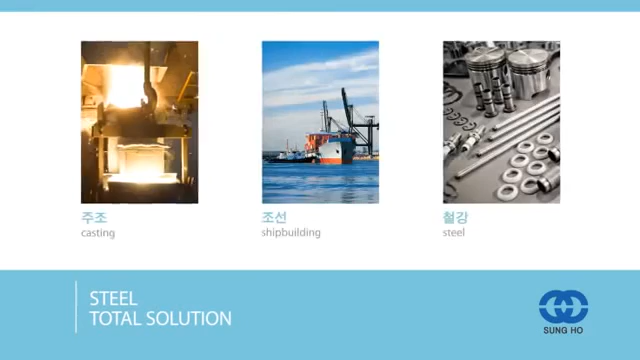 주조
casting
조선
shipbuilding
철강
steel
STEEL
TOTAL SOLUTION
SUNG HO